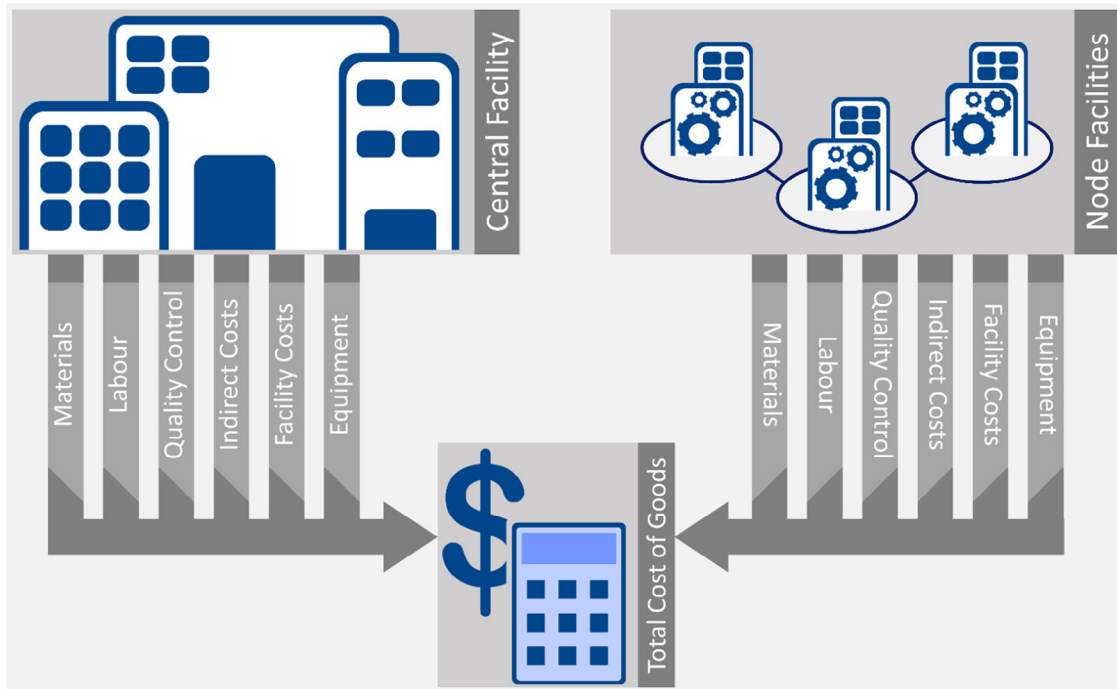 Central Facility
Node Facilities
Materials
Labour
Quality Control
Indirect Costs
Facility Costs
Equipment
Materials
Labour
Quality Control
Indirect Costs
Facility Costs
Equipment
$
Total Cost of Goods